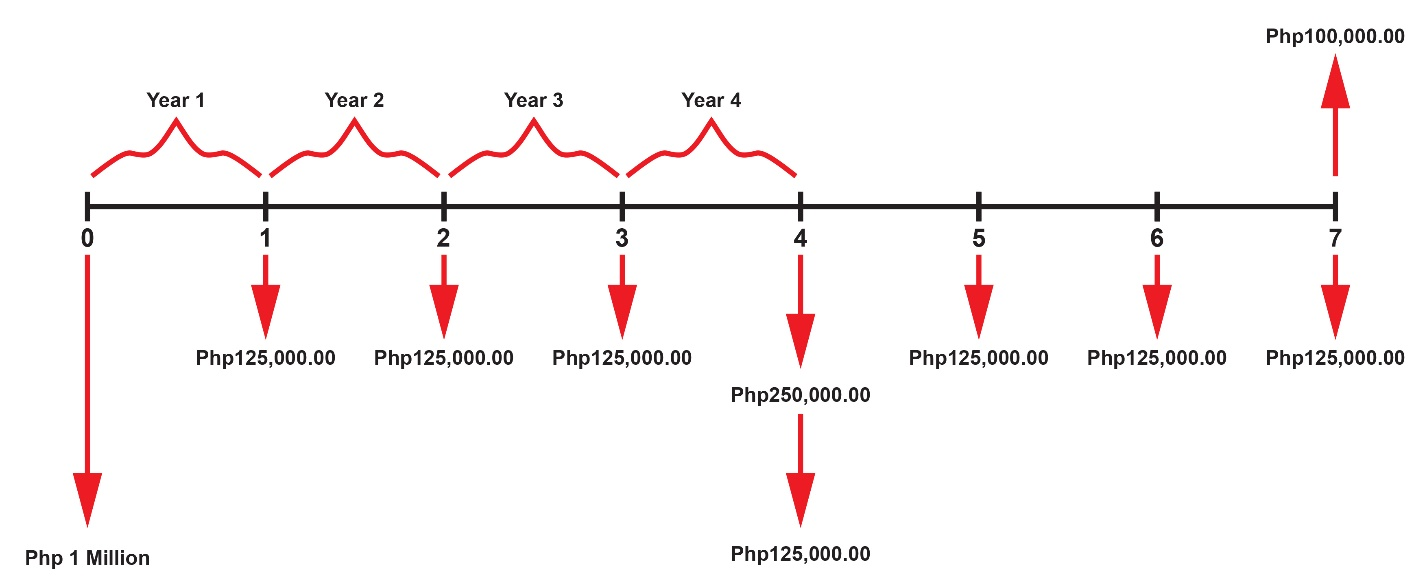 Php100,000.00
Year 1 Year 2 Year 3 Year 4
0 1 2 3 4 5 6 7
Php125,000.00 Php125,000.00 Php125,000.00 Php125,000.00 Php125,000.00 Php125,000.00
Php250,000.00
Php125,000.00
Php 1 Million